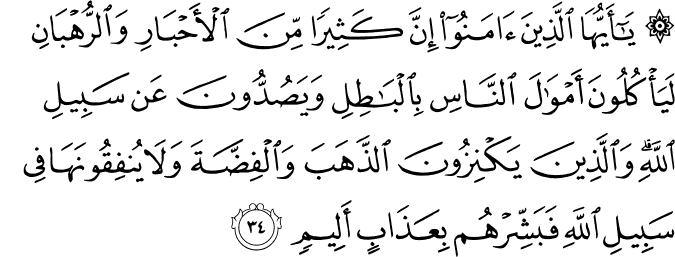 ۞ يَـٰٓأَيُّهَا ٱلَّذِينَ ءَامَنُوٓا۟ إِنَّ كَثِيرًا مِّنَ ٱلْأَحْبَارِ وَٱلرُّهْبَانِ
لَيَأْكُلُونَ أَمْوَٰلَ ٱلنَّاسِ بِٱلْبَـٰطِلِ وَيَصُدُّونَ عَن سَبِيلِ
ٱللَّهِ ۗ وَٱلَّذِينَ يَكْنِزُونَ ٱلذَّهَبَ وَٱلْفِضَّةَ وَلَا يُنفِقُونَهَا فِى
سَبِيلِ ٱللَّهِ فَبَشِّرْهُم بِعَذَابٍ أَلِيمٍ ٣٤